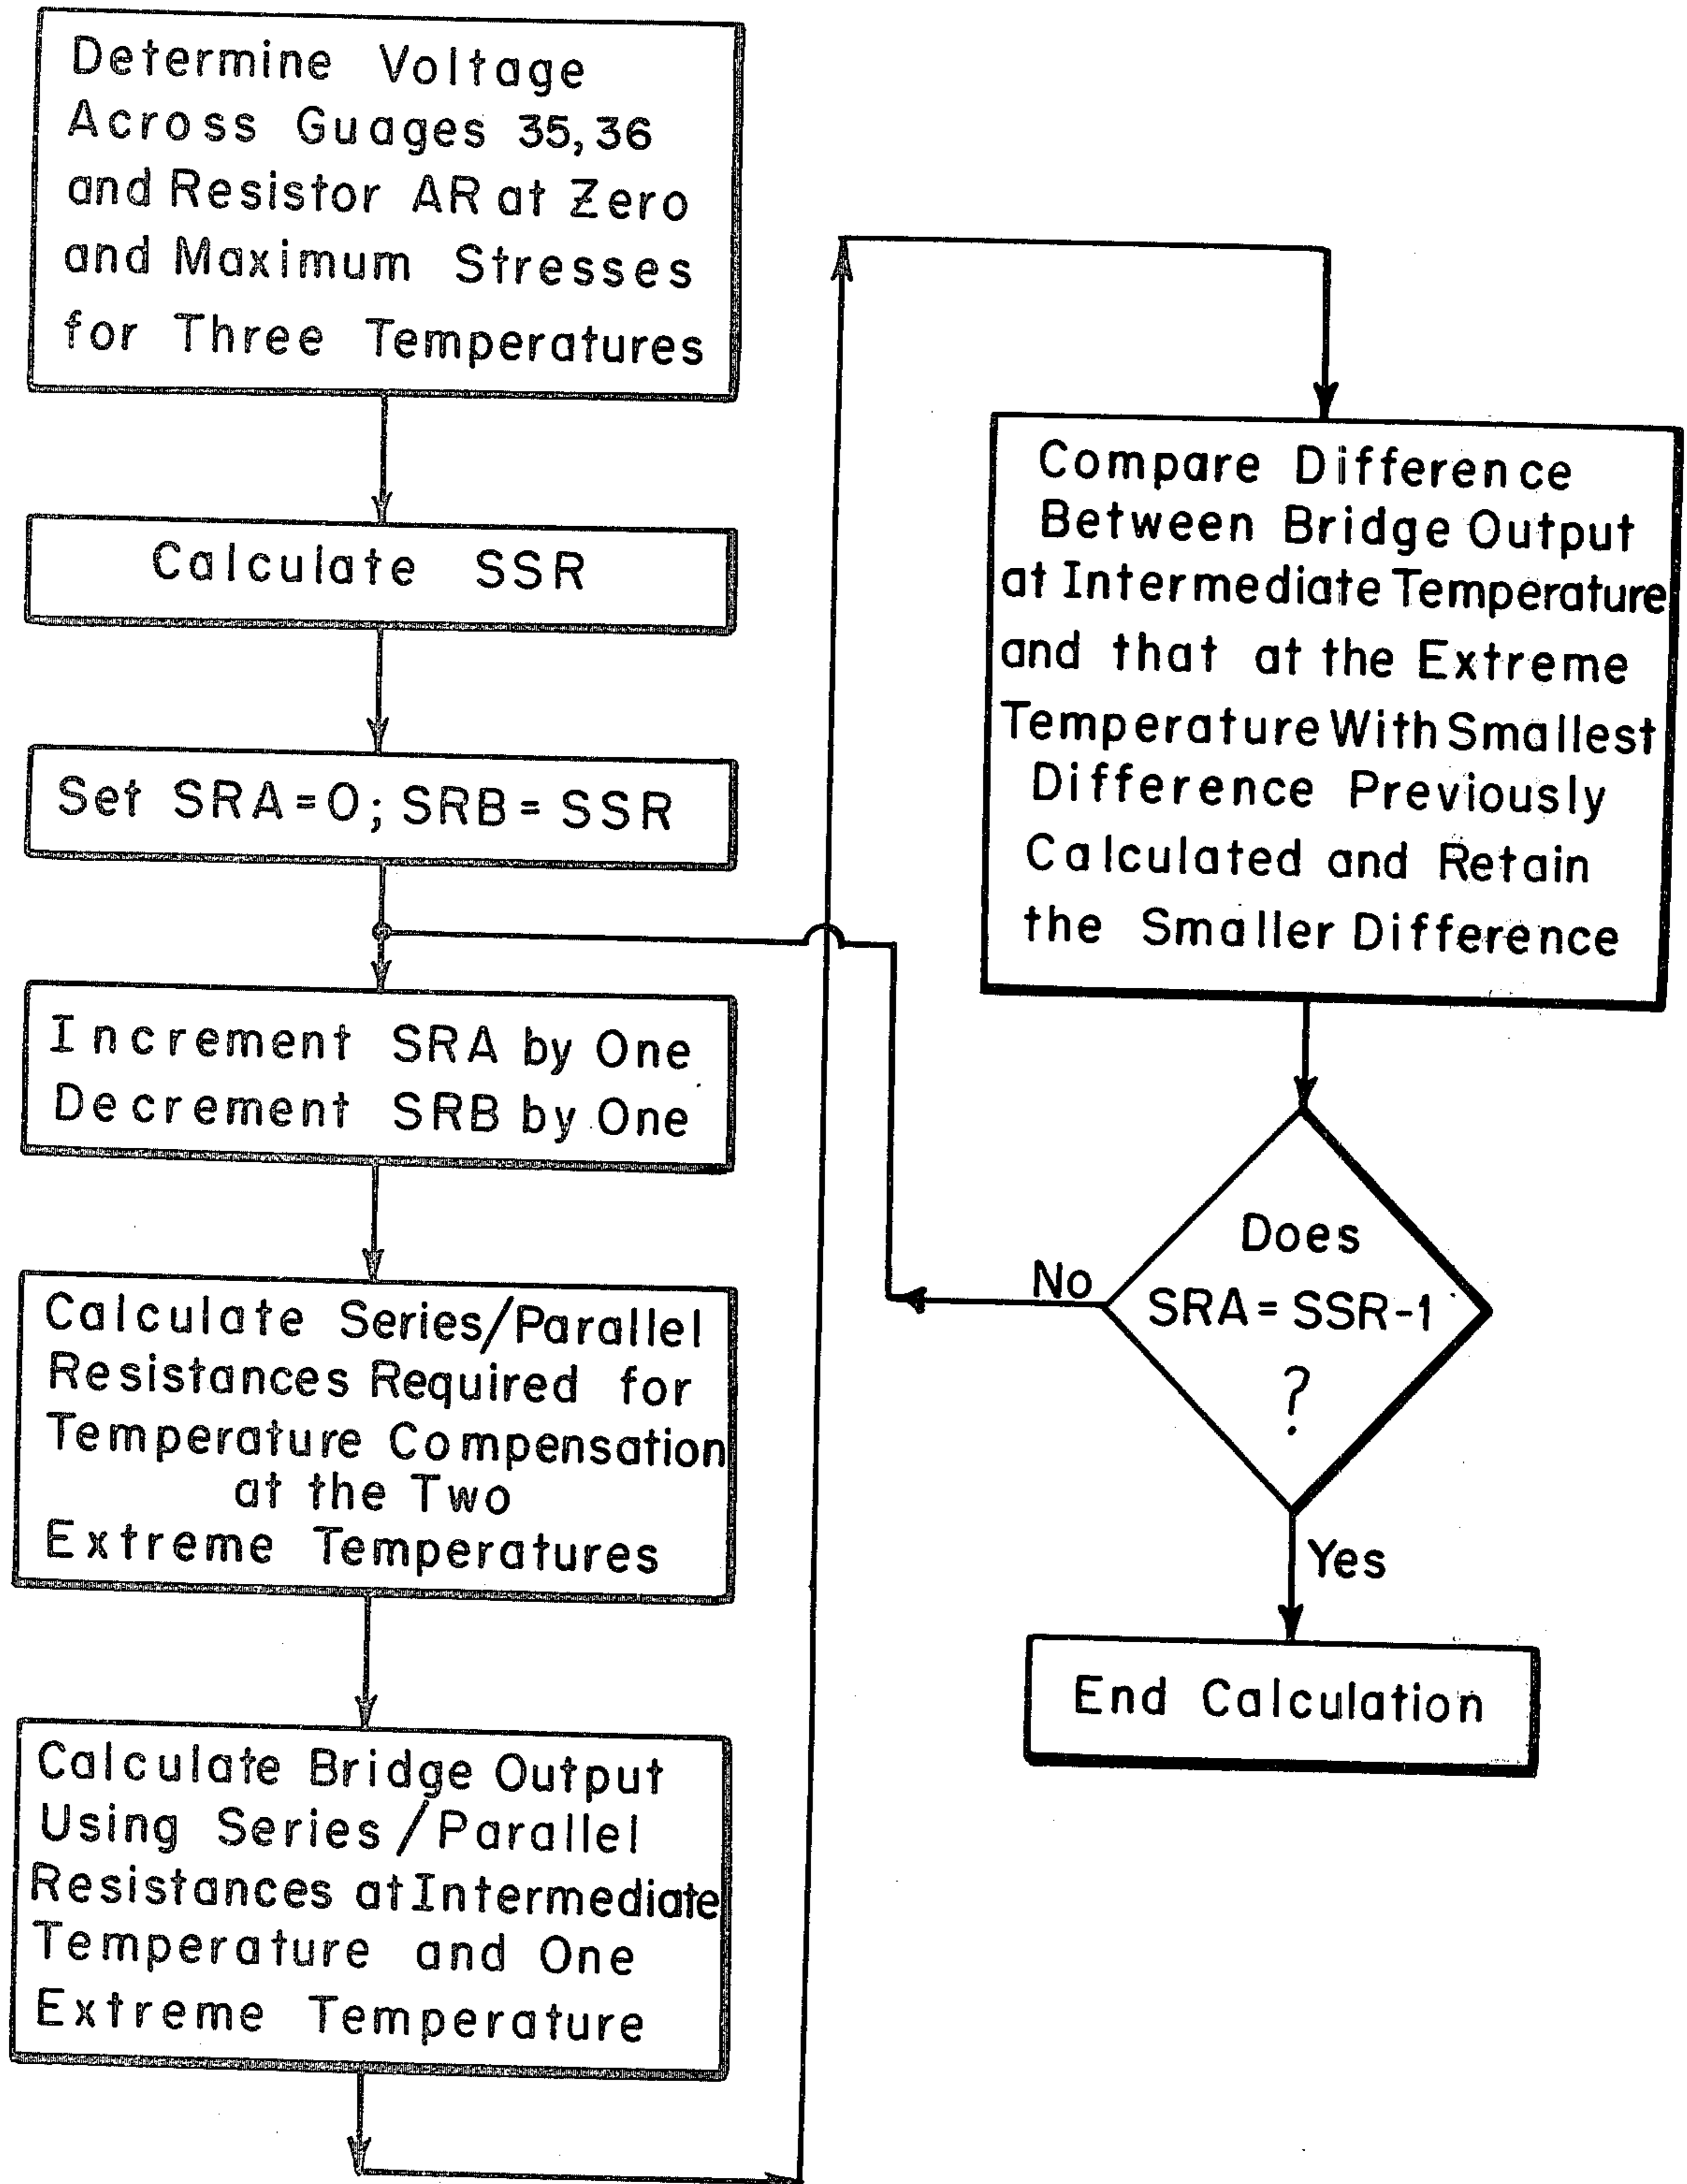 Determine Voltage
Across Guages 35,36
and Resistor AR at Zero
and Maximum Stresses
for Three Temperatures
Calculate SSR
Set SRA=0; SRB=SSR
Increment SRA by One
Decrement SRB by One
Calculate Series/Parallel
Resistances Required for
Temperature Compensation
at the Two
Extreme Temperatures
Calculate Bridge Output
Using Series/Parallel
Resistances at Intermediate
Temperature and One
Extreme Temperature
Compare Difference
Between Bridge Output
at Intermediate Temperature
and that at the Extreme
Temperature With Smallest
Difference Previously
Calculated and Retain
the Smaller Difference
Does
SRA=SSR-1
?
No
Yes
End Calculation